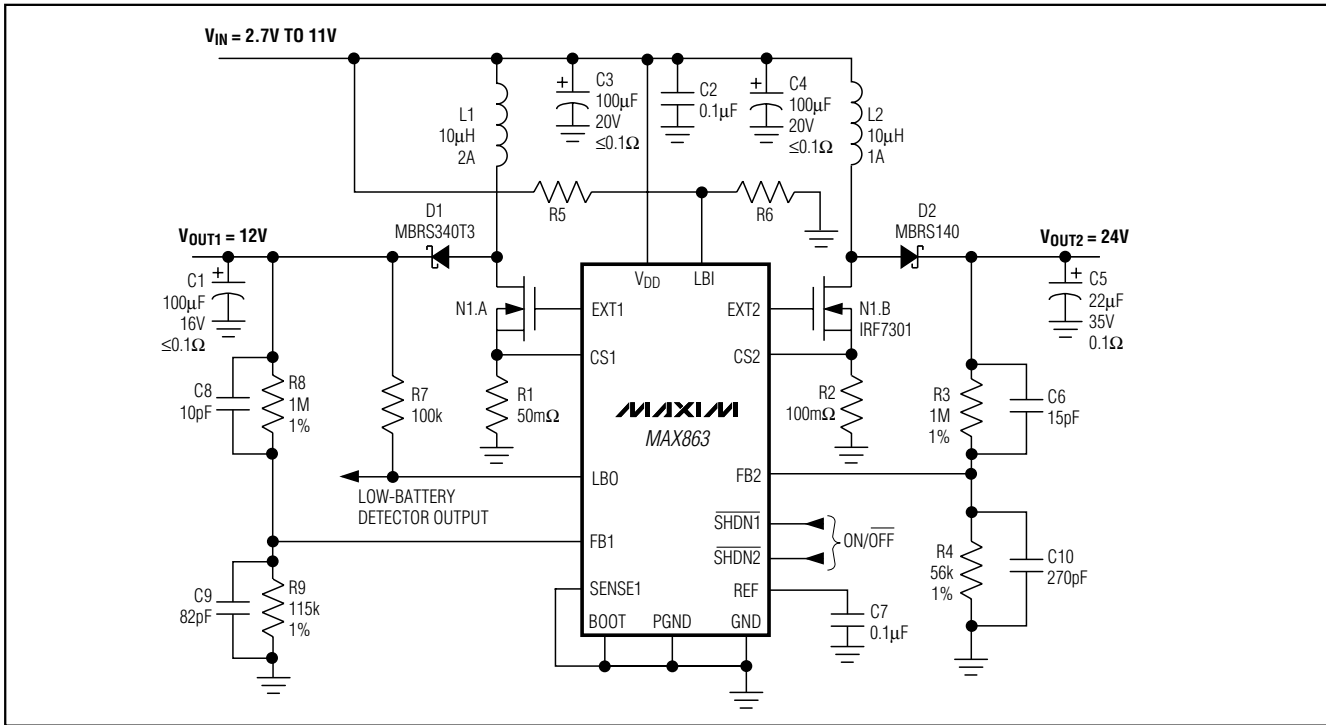 VIN = 2.7V TO 11V
L1
10µH
2A
+
C3
100µF
20V
≤0.1Ω
C2
0.1µF
+
C4
100µF
20V
≤0.1Ω
L2
10µH
1A
R5
R6
D1
MBRS340T3
D2
MBRS140
VOUT1 = 12V
VOUT2 = 24V
+
C1
100µF
16V
≤0.1Ω
+
C5
22µF
35V
0.1Ω
N1.A
N1.B
IRF7301
VDD
LBI
EXT1
EXT2
CS1
CS2
C8
10pF
R8
1M
1%
R7
100k
R1
50mΩ
MAXIM
MAX863
R2
100mΩ
R3
1M
1%
C6
15pF
LBO
FB2
LOW-BATTERY
DETECTOR OUTPUT
SHDN1
SHDN2
ON/OFF
FB1
C9
82pF
R9
115k
1%
SENSE1
REF
BOOT
PGND
GND
C7
0.1µF
R4
56k
1%
C10
270pF